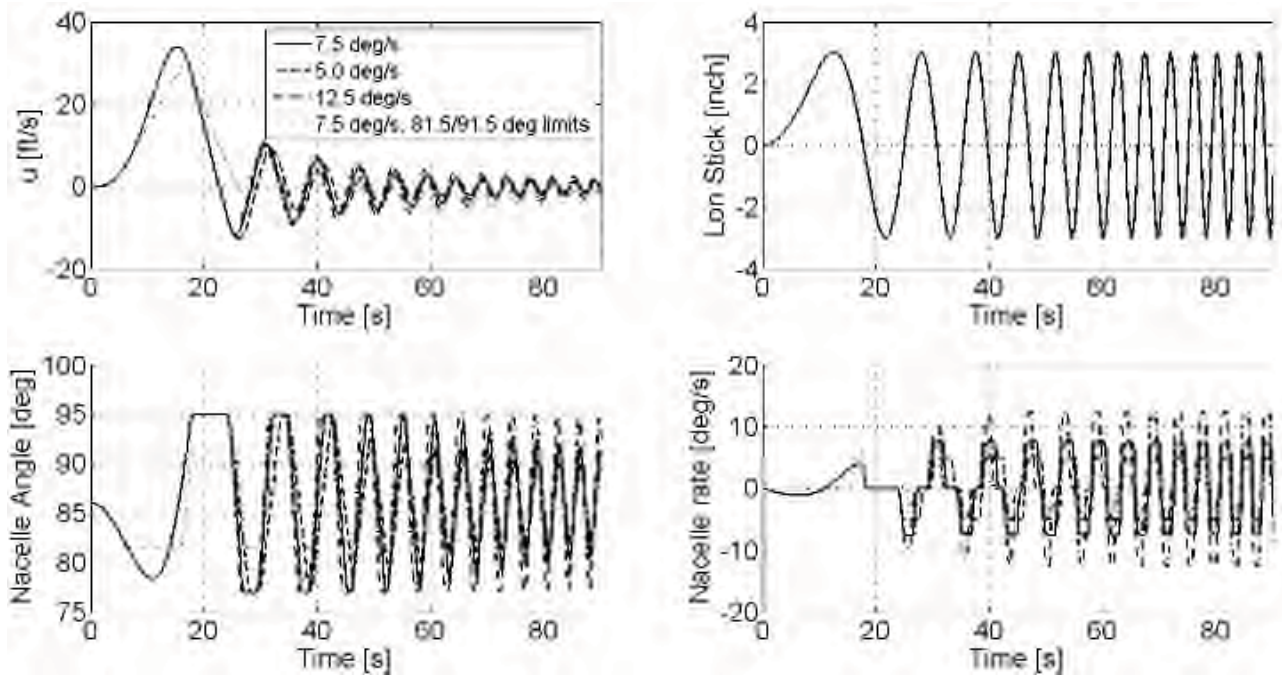 40
20
0
-20
u [ft/s]
0 20 40 60 80
Time [s]
7.5 deg/s
5.0 deg/s
12.5 deg/s
7.5 deg/s, 81.5/91.5 deg limits
4
2
0
-2
-4
Lon Stick [inch]
0 20 40 60 80
Time [s]
100
95
90
85
80
75
Nacelle Angle [deg]
0 20 40 60 80
Time [s]
20
10
0
-10
-20
Nacelle rate [deg/s]
0 20 40 60 80
Time [s]